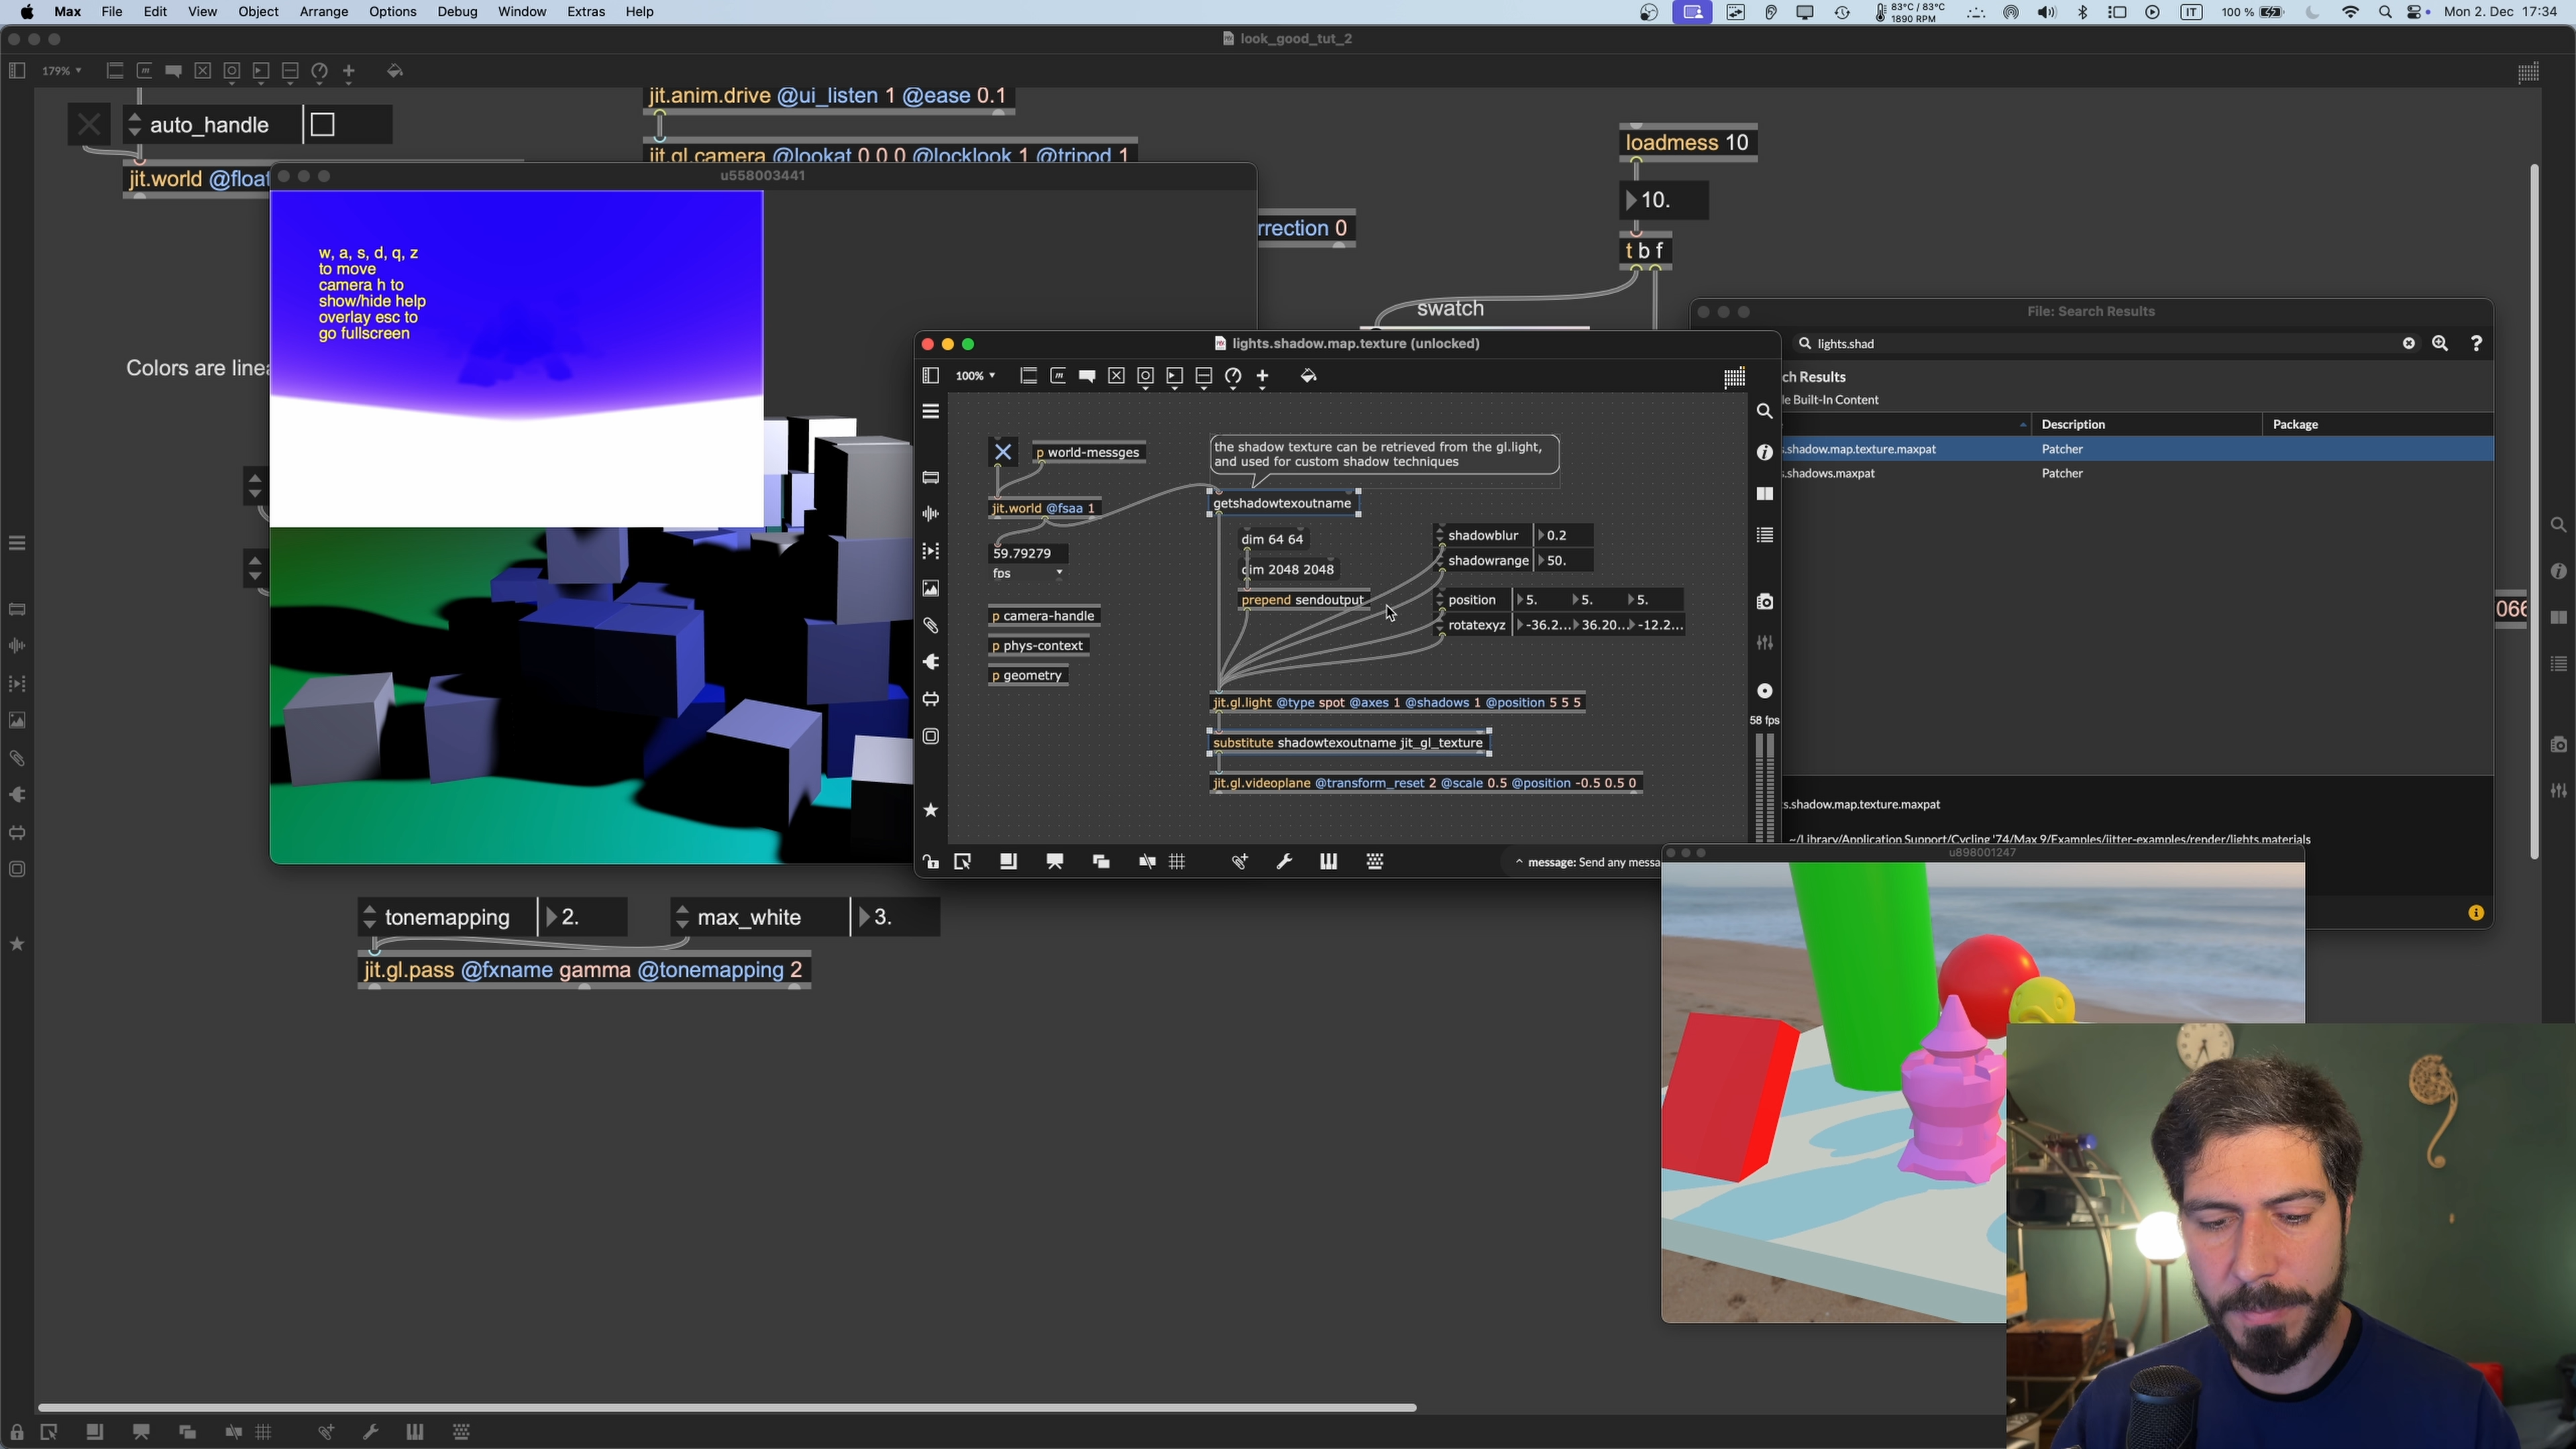 Max File Edit View Object Arrange Options Debug Window Extras Help
83°C / 83°C
1890 RPM
IT
100 %
Mon 2. Dec 17:34
look_good_tut_2
179%
jit.anim.drive @ui_listen 1 @ease 0.1
auto_handle
jit.gl.camera @lookat 0 0 0 @locklook 1 @tripod 1
jit.world @float
loadmess 10
10.
t b f
rrection 0
swatch
Colors are linea
u558003441
w, a, s, d, q, z
to move
camera h to
show/hide help
overlay esc to
go fullscreen
lights.shadow.map.texture (unlocked)
100%
p world-messges
the shadow texture can be retrieved from the gl.light,
and used for custom shadow techniques
jit.world @fsaa 1
getshadowtexoutname
59.79279
fps
dim 64 64
dim 2048 2048
prepend sendoutput
shadowblur 0.2
shadowrange 50.
position 5. 5. 5.
rotatexyz -36.2... 36.20... -12.2...
p camera-handle
p phys-context
p geometry
jit.gl.light @type spot @axes 1 @shadows 1 @position 5 5 5
substitute shadowtexoutname jit_gl_texture
jit.gl.videoplane @transform_reset 2 @scale 0.5 @position -0.5 0.5 0
58 fps
message: Send any messa
File: Search Results
lights.shad
ch Results
le Built-In Content
Description Package
s.shadow.map.texture.maxpat Patcher
s.shadows.maxpat Patcher
s.shadow.map.texture.maxpat
~/Library/Application Support/Cycling '74/Max 9/Examples/jitter-examples/render/lights.materials
066
u898001247
tonemapping 2.
max_white 3.
jit.gl.pass @fxname gamma @tonemapping 2